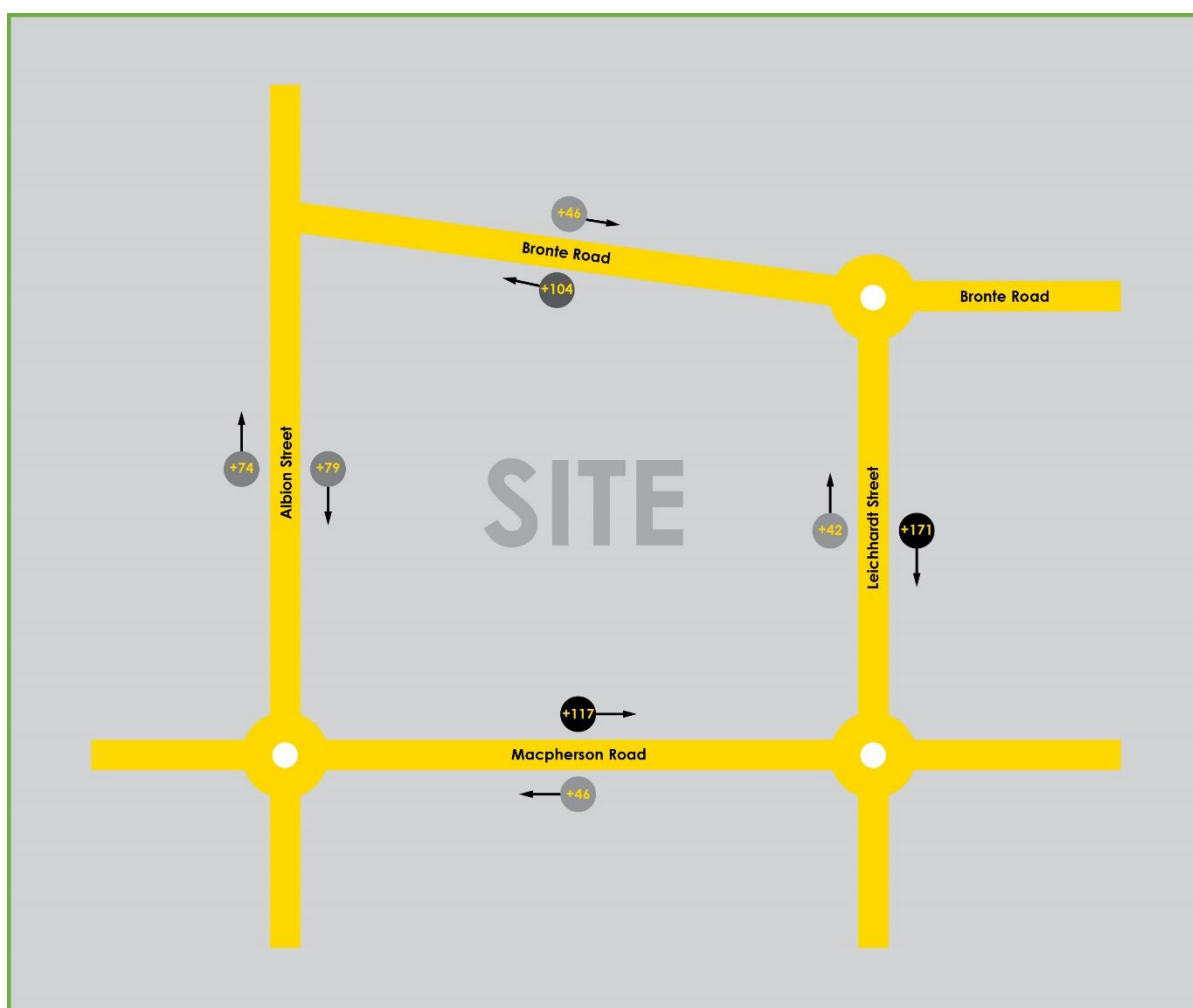 +46
Bronte Road
+104
Bronte Road
Albion Street
+74
+79
SITE
+42
Leichhardt Street
+171
+117
Macpherson Road
+46